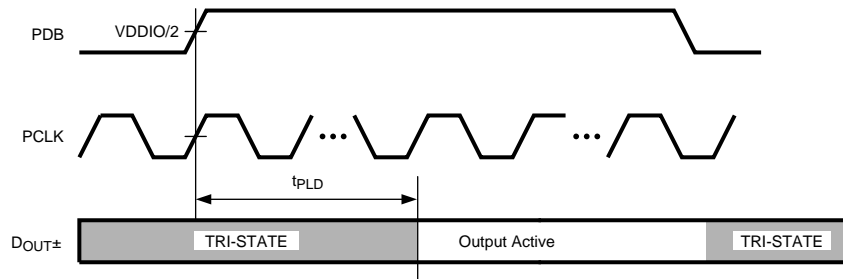 PDB
VDDIO/2
PCLK
tPLD
DOUT±
TRI-STATE
Output Active
TRI-STATE